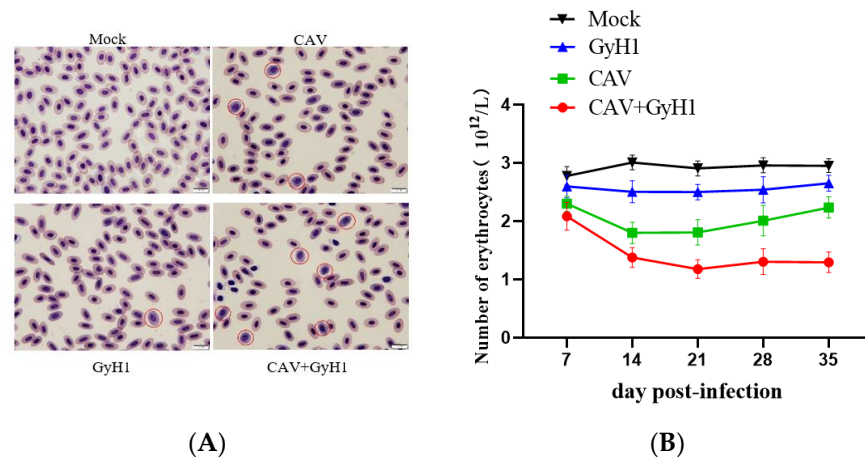 Mock CAV
GyH1 CAV+GyH1
(A)
Mock
GyH1
CAV
CAV+GyH1
Number of erythrocytes( 10¹²/L)
4
3
2
1
0
7 14 21 28 35
day post-infection
(B)